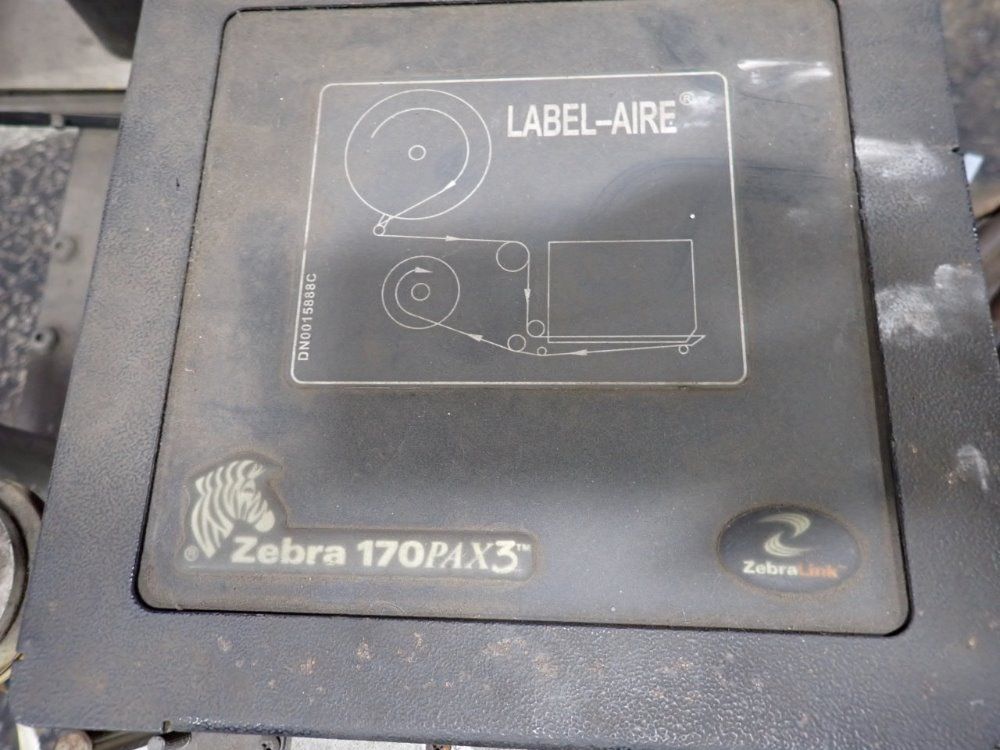 LABEL-AIRE®
DN0015888C
® Zebra 170PAX3™
ZebraLink™